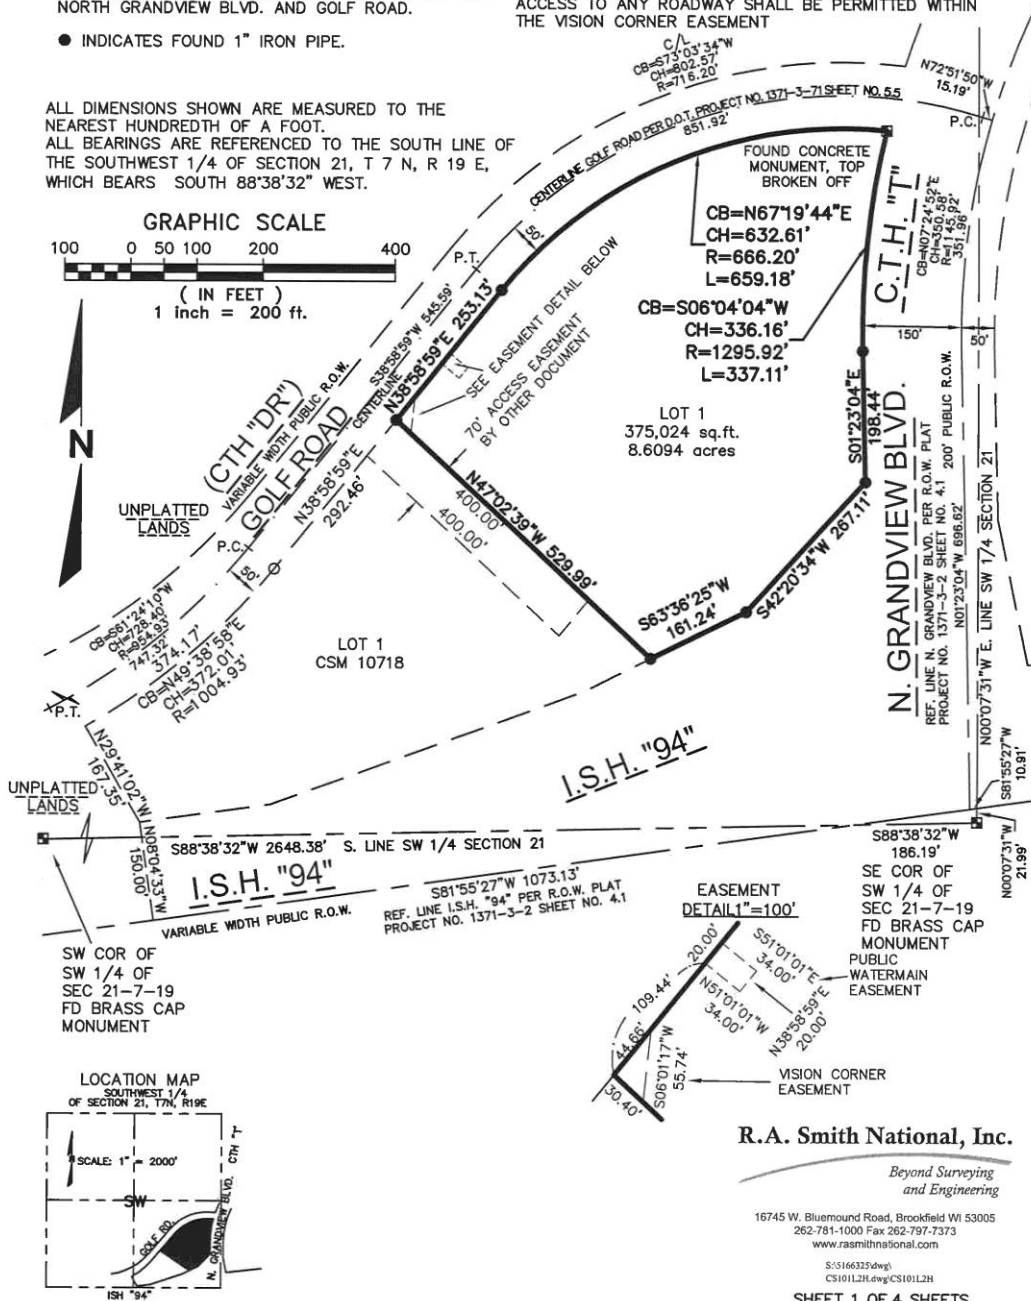 NORTH GRANDVIEW BLVD. AND GOLF ROAD.
ACCESS TO ANY ROADWAY SHALL BE PERMITTED WITHIN
THE VISION CORNER EASEMENT
● INDICATES FOUND 1" IRON PIPE.
ALL DIMENSIONS SHOWN ARE MEASURED TO THE
NEAREST HUNDREDTH OF A FOOT.
ALL BEARINGS ARE REFERENCED TO THE SOUTH LINE OF
THE SOUTHWEST 1/4 OF SECTION 21, T 7 N, R 19 E,
WHICH BEARS SOUTH 88°38'32" WEST.
GRAPHIC SCALE
100 0 50 100 200 400
( IN FEET )
1 inch = 200 ft.
C/L
CB=S73°03'34"W
CH=802.57'
R=716.20'
N72°51'50"W
15.19'
P.C.
CENTERLINE GOLF ROAD PER D.O.T. PROJECT NO. 1371-3-71 SHEET NO. 5.5
851.92'
FOUND CONCRETE
MONUMENT, TOP
BROKEN OFF
CB=N67°19'44"E
CH=632.61'
R=666.20'
L=659.18'
CB=S06°04'04"W
CH=336.16'
R=1295.92'
L=337.11'
C.T.H. "T"
CB=N07°24'52"E
CH=350.58'
R=1145.92'
351.96'
150'
50'
50'
P.T.
N38°58'59"E 253.13'
S38°58'59"W 545.59'
CENTERLINE
SEE EASEMENT DETAIL BELOW
70' ACCESS EASEMENT
BY OTHER DOCUMENT
LOT 1
375,024 sq.ft.
8.6094 acres
S01°23'04"E
198.44'
N. GRANDVIEW BLVD.
REF. LINE N. GRANDVIEW BLVD. PER R.O.W. PLAT
PROJECT NO. 1371-3-2 SHEET NO. 4.1 200' PUBLIC R.O.W.
N01°23'04"W 696.62'
N00°07'31"W E. LINE SW 1/4 SECTION 21
N
(CTH "DR")
VARIABLE WIDTH PUBLIC R.O.W.
GOLF ROAD
N38°58'59"E
292.46'
UNPLATTED
LANDS
P.C.
50'
N47°02'39"W 529.99'
400.00'
400.00'
S63°36'25"W
161.24'
S42°20'34"W 267.11'
CB=S61°24'10"W
CH=728.40'
R=954.93'
747.32'
374.17'
CB=N49°38'58"E
CH=372.01'
R=1004.93'
LOT 1
CSM 10718
P.T.
N29°41'02"W
167.35'
UNPLATTED
LANDS
I.S.H. "94"
S81°55'27"W
10.91'
N08°04'33"W
150.00'
S88°38'32"W 2648.38' S. LINE SW 1/4 SECTION 21
S88°38'32"W
186.19'
N00°07'31"W
21.99'
I.S.H. "94"
VARIABLE WIDTH PUBLIC R.O.W.
S81°55'27"W 1073.13'
REF. LINE I.S.H. "94" PER R.O.W. PLAT
PROJECT NO. 1371-3-2 SHEET NO. 4.1
SE COR OF
SW 1/4 OF
SEC 21-7-19
FD BRASS CAP
MONUMENT
SW COR OF
SW 1/4 OF
SEC 21-7-19
FD BRASS CAP
MONUMENT
EASEMENT
DETAIL1"=100'
20.00'
S51°01'01"E
34.00'
PUBLIC
WATERMAIN
EASEMENT
109.44'
N51°01'01"W
34.00'
N38°58'59"E
20.00'
44.66'
S06°01'17"W
55.74'
30.40'
VISION CORNER
EASEMENT
LOCATION MAP
SOUTHWEST 1/4
OF SECTION 21, T7N, R19E
SCALE: 1" = 2000'
SW
GOLF RD.
N. GRANDVIEW BLVD. CTH "T"
ISH "94"
R.A. Smith National, Inc.
Beyond Surveying
and Engineering
16745 W. Bluemound Road, Brookfield WI 53005
262-781-1000 Fax 262-797-7373
www.rasmithnational.com
S:\5166325\dwg\
CS101L2H.dwg\CS101L2H
SHEET 1 OF 4 SHEETS